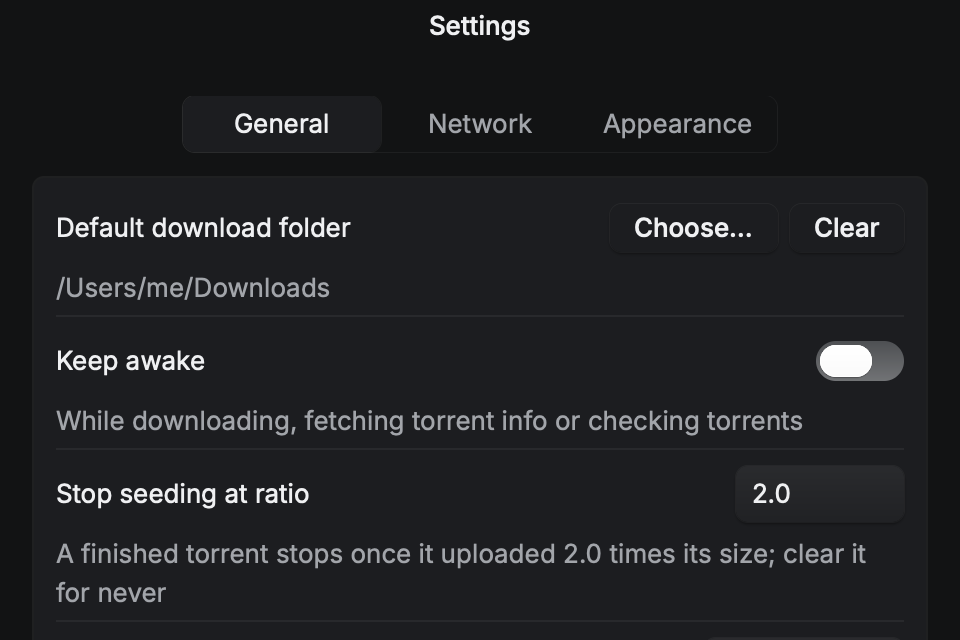 Settings
General Network Appearance
Default download folder Choose... Clear
/Users/me/Downloads
Keep awake
While downloading, fetching torrent info or checking torrents
Stop seeding at ratio 2.0
A finished torrent stops once it uploaded 2.0 times its size; clear it
for never